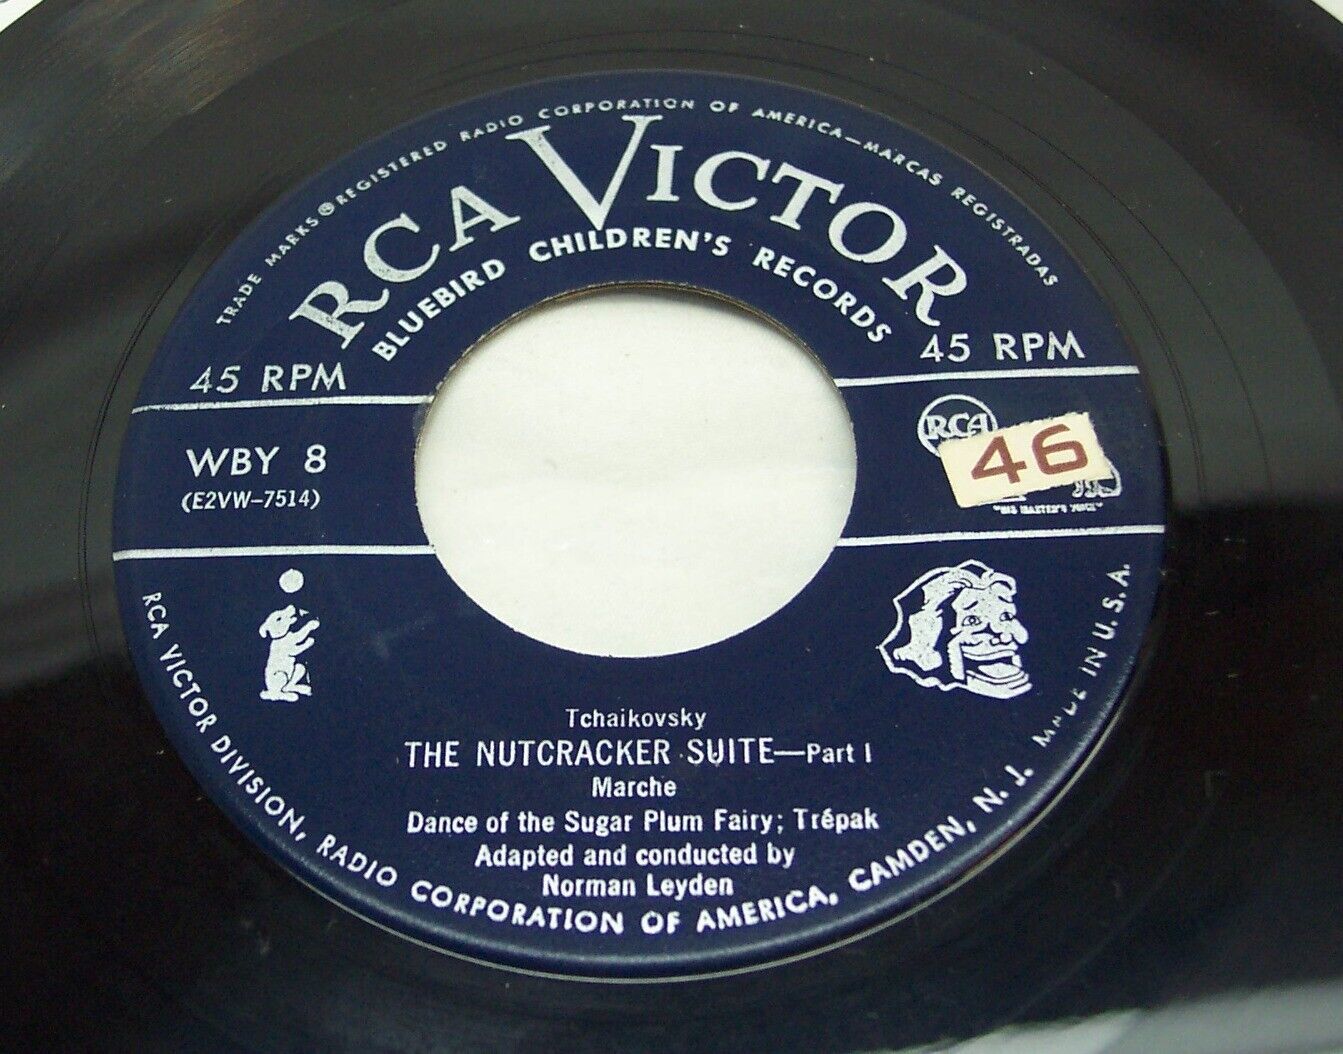 TRADE MARKS ® REGISTERED RADIO CORPORATION OF AMERICA—MARCAS REGISTRADAS
RCA VICTOR
BLUEBIRD CHILDREN'S RECORDS
45 RPM
45 RPM
WBY 8
(E2VW-7514)
RCA
46
"HIS MASTER'S VOICE"
Tchaikovsky
THE NUTCRACKER SUITE—Part I
Marche
Dance of the Sugar Plum Fairy; Trépak
Adapted and conducted by
Norman Leyden
RCA VICTOR DIVISION, RADIO CORPORATION OF AMERICA, CAMDEN, N. J. MADE IN U. S. A.